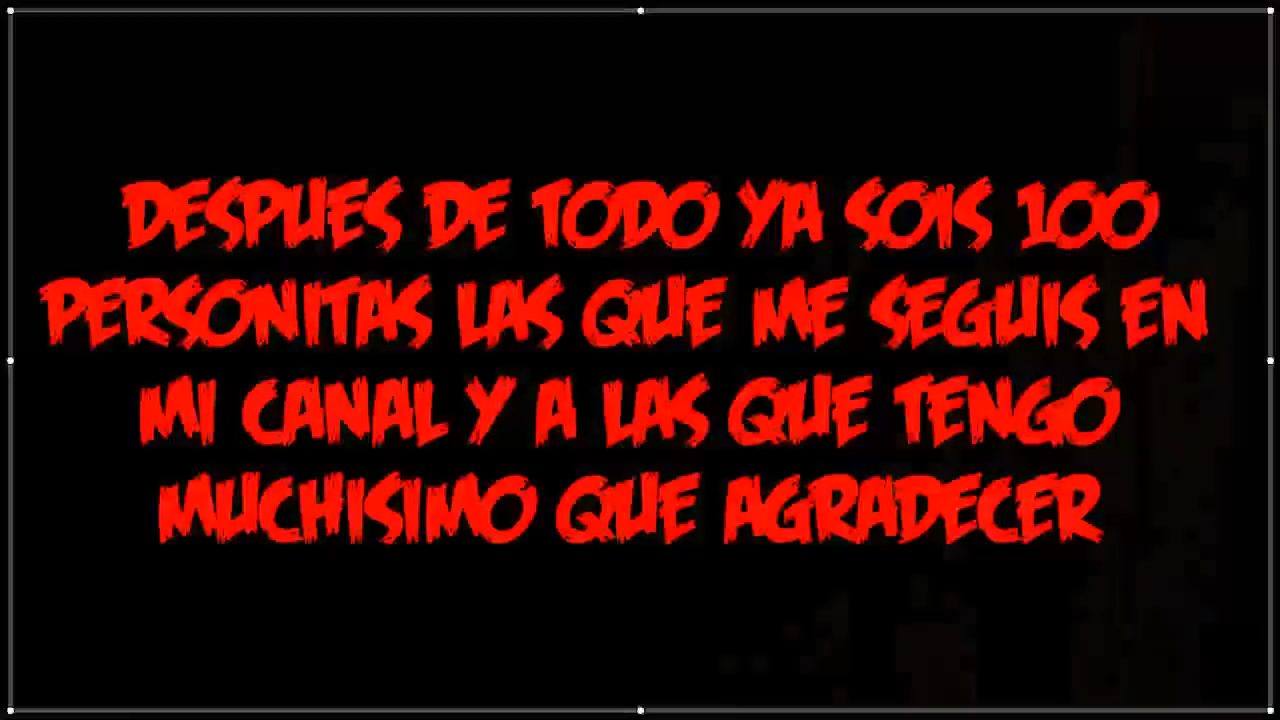 DESPUES DE TODO YA SOIS 100
PERSONITAS LAS QUE ME SEGUIS EN
MI CANAL Y A LAS QUE TENGO
MUCHISIMO QUE AGRADECER